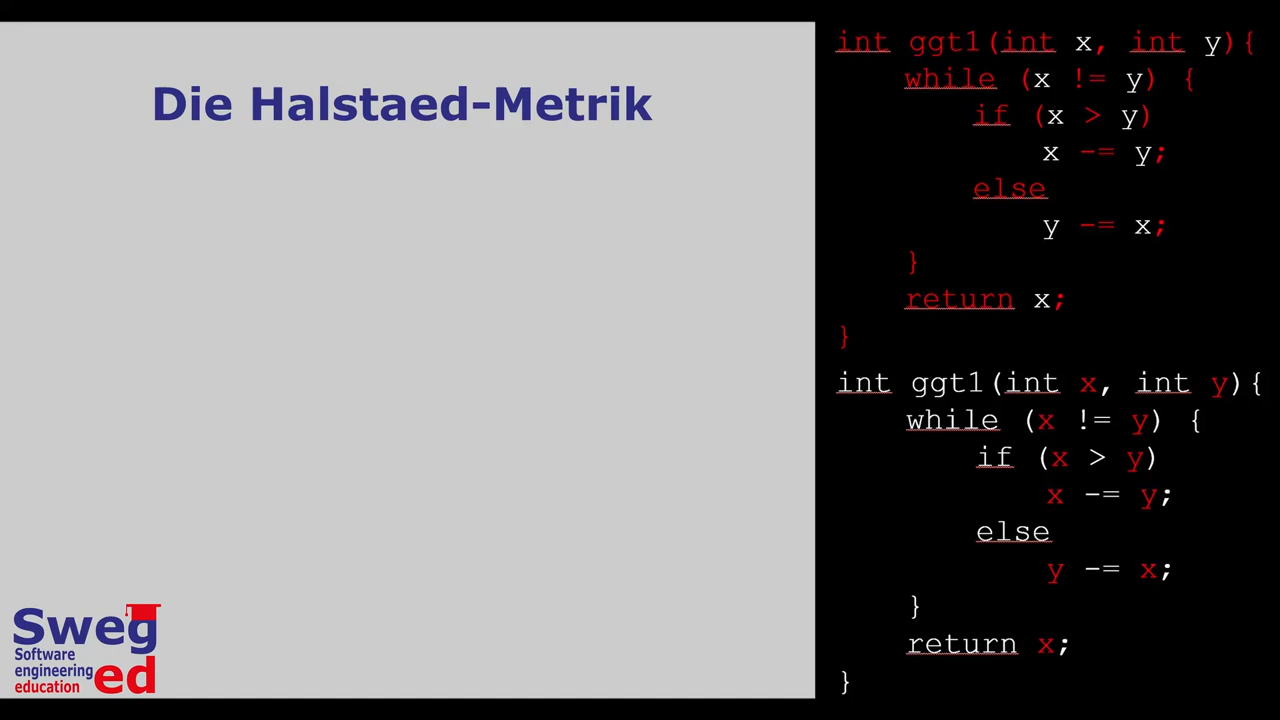 Die Halstaed-Metrik
int ggt1(int x, int y){
while (x != y) {
if (x > y)
x -= y;
else
y -= x;
}
return x;
}
int ggt1(int x, int y){
while (x != y) {
if (x > y)
x -= y;
else
y -= x;
}
return x;
}
Sweg
Software
engineering
education
ed